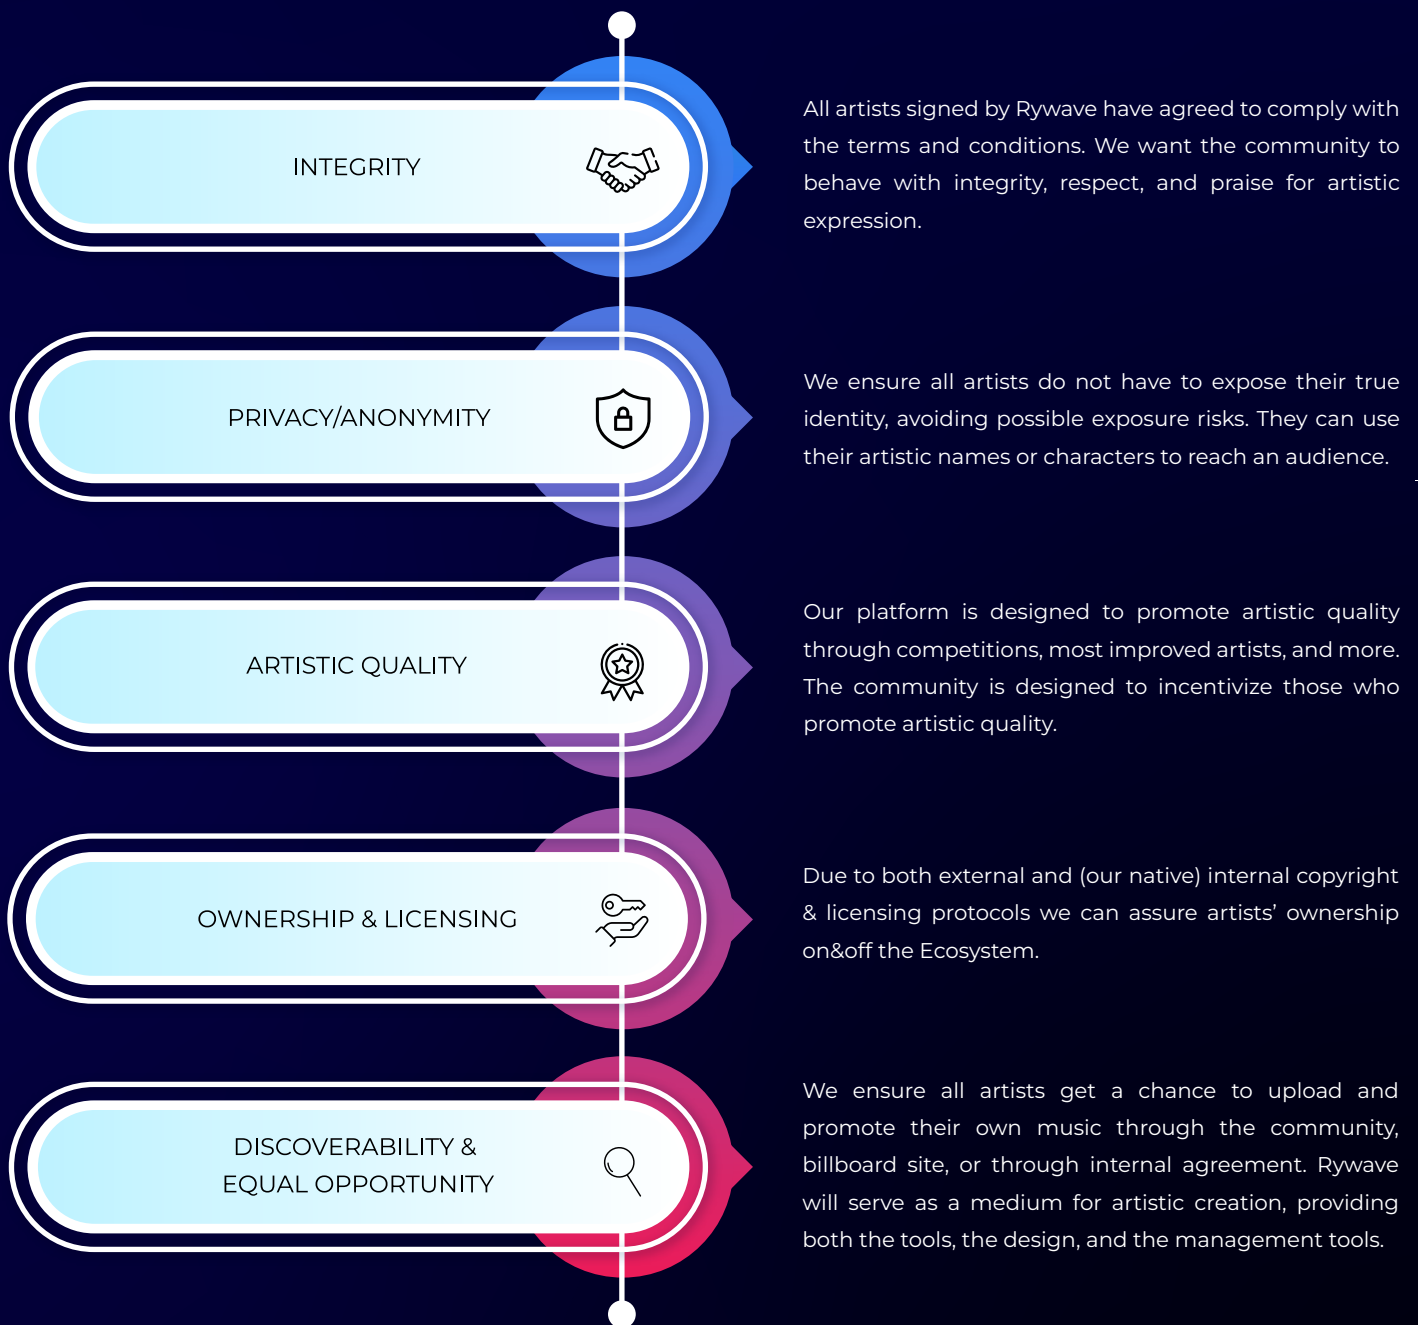 INTEGRITY
All artists signed by Rywave have agreed to comply with
the terms and conditions. We want the community to
behave with integrity, respect, and praise for artistic
expression.
PRIVACY/ANONYMITY
We ensure all artists do not have to expose their true
identity, avoiding possible exposure risks. They can use
their artistic names or characters to reach an audience.
ARTISTIC QUALITY
Our platform is designed to promote artistic quality
through competitions, most improved artists, and more.
The community is designed to incentivize those who
promote artistic quality.
OWNERSHIP & LICENSING
Due to both external and (our native) internal copyright
& licensing protocols we can assure artists’ ownership
on&off the Ecosystem.
DISCOVERABILITY &
EQUAL OPPORTUNITY
We ensure all artists get a chance to upload and
promote their own music through the community,
billboard site, or through internal agreement. Rywave
will serve as a medium for artistic creation, providing
both the tools, the design, and the management tools.